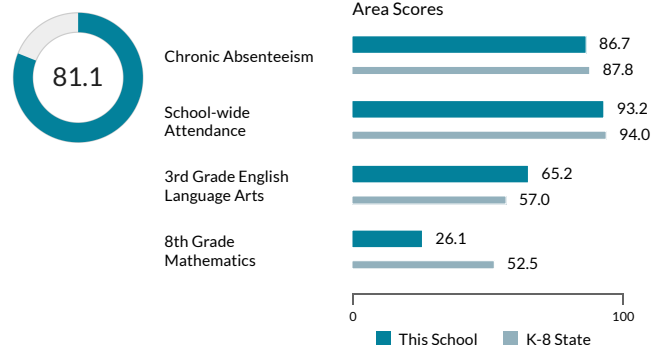 Area Scores
81.1
Chronic Absenteeism
86.7
87.8
School-wide
Attendance
93.2
94.0
3rd Grade English
Language Arts
65.2
57.0
8th Grade
Mathematics
26.1
52.5
0
100
This School
K-8 State